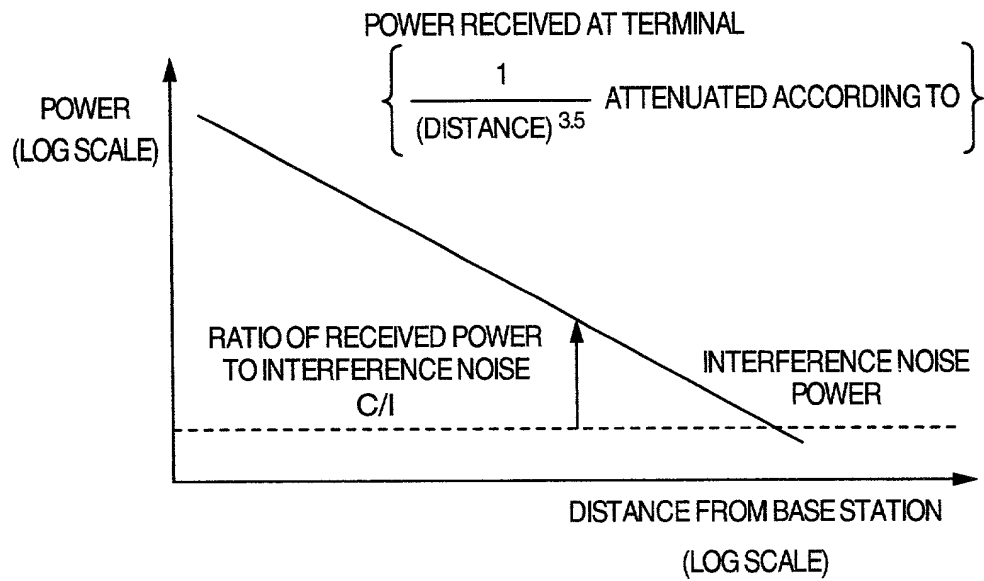 POWER RECEIVED AT TERMINAL
1
(DISTANCE) 3.5
ATTENUATED ACCORDING TO
POWER
(LOG SCALE)
RATIO OF RECEIVED POWER
TO INTERFERENCE NOISE
C/I
INTERFERENCE NOISE
POWER
DISTANCE FROM BASE STATION
(LOG SCALE)